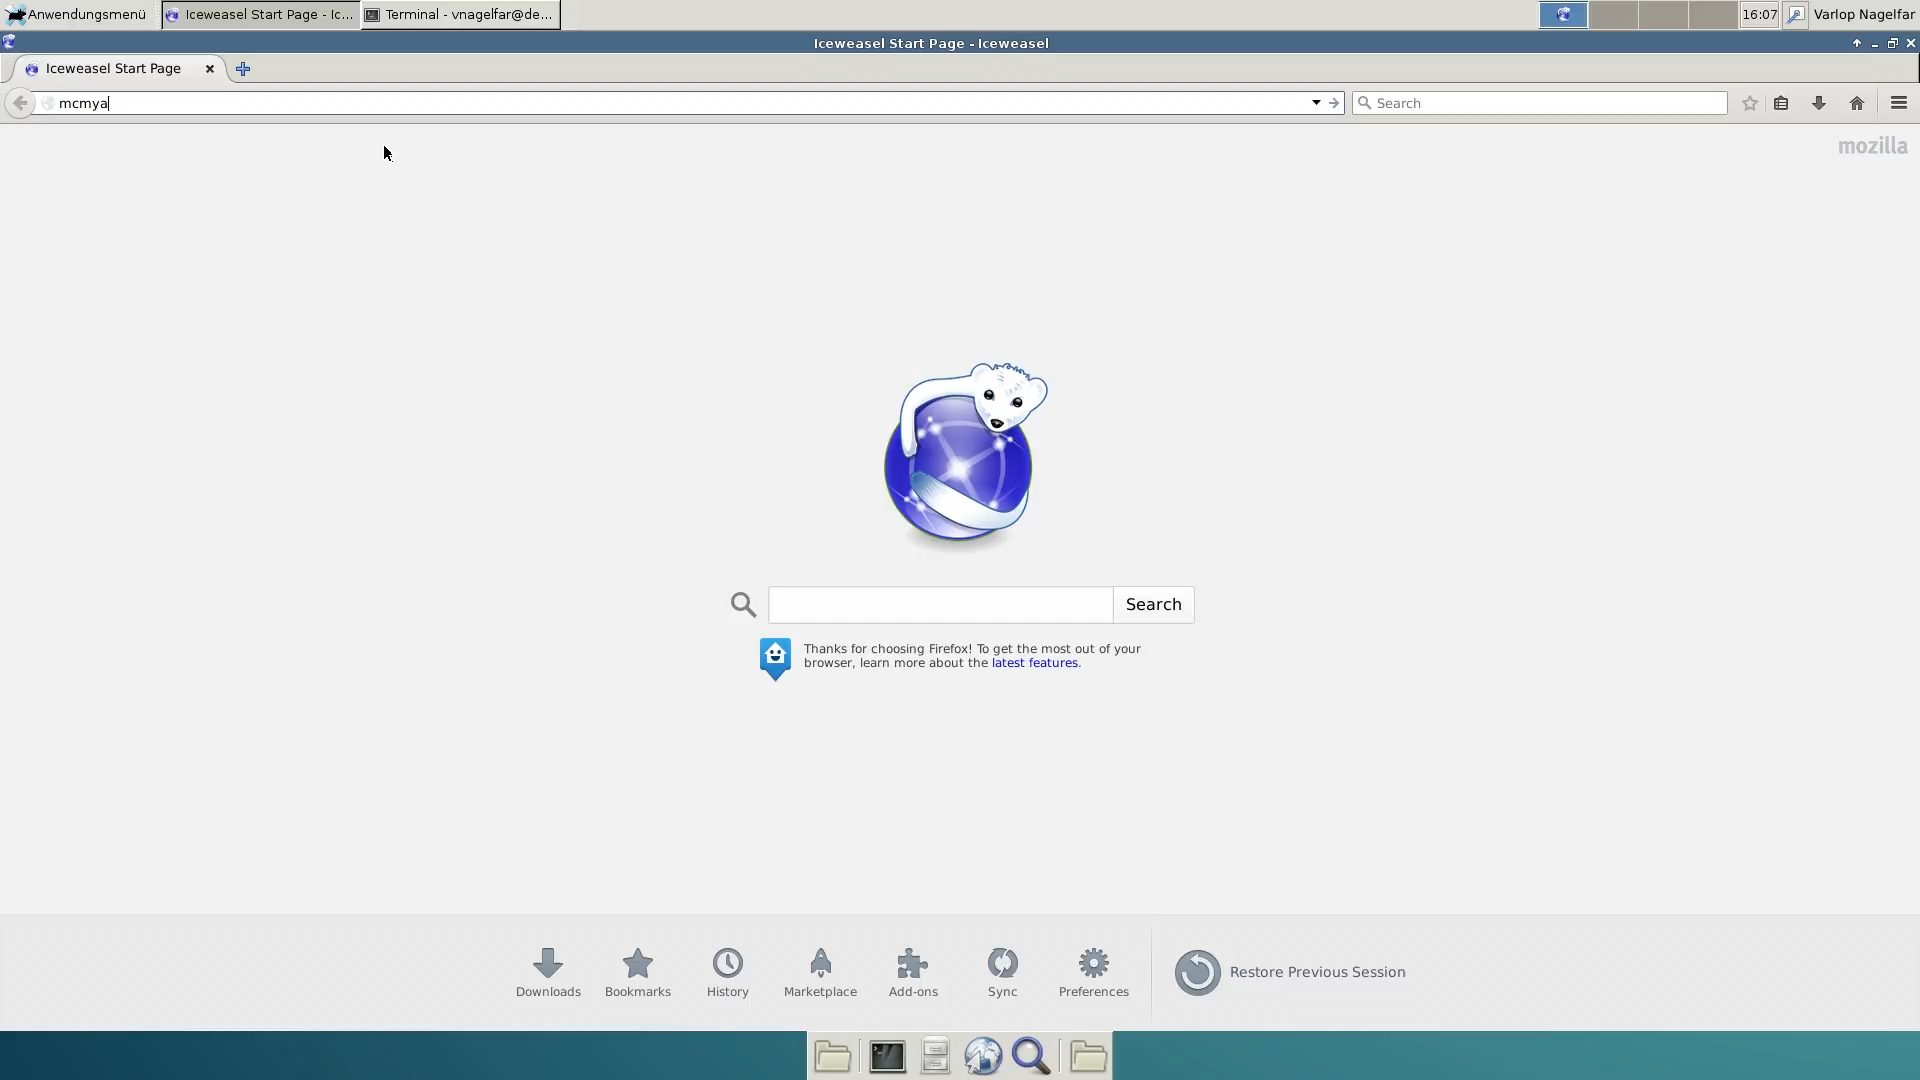 Anwendungsmenü
Iceweasel Start Page - Ic...
Terminal - vnagelfar@de...
16:07
Varlop Nagelfar
Iceweasel Start Page - Iceweasel
Iceweasel Start Page
mcmya
Search
mozilla
Search
Thanks for choosing Firefox! To get the most out of your
browser, learn more about the latest features.
Downloads
Bookmarks
History
Marketplace
Add-ons
Sync
Preferences
Restore Previous Session